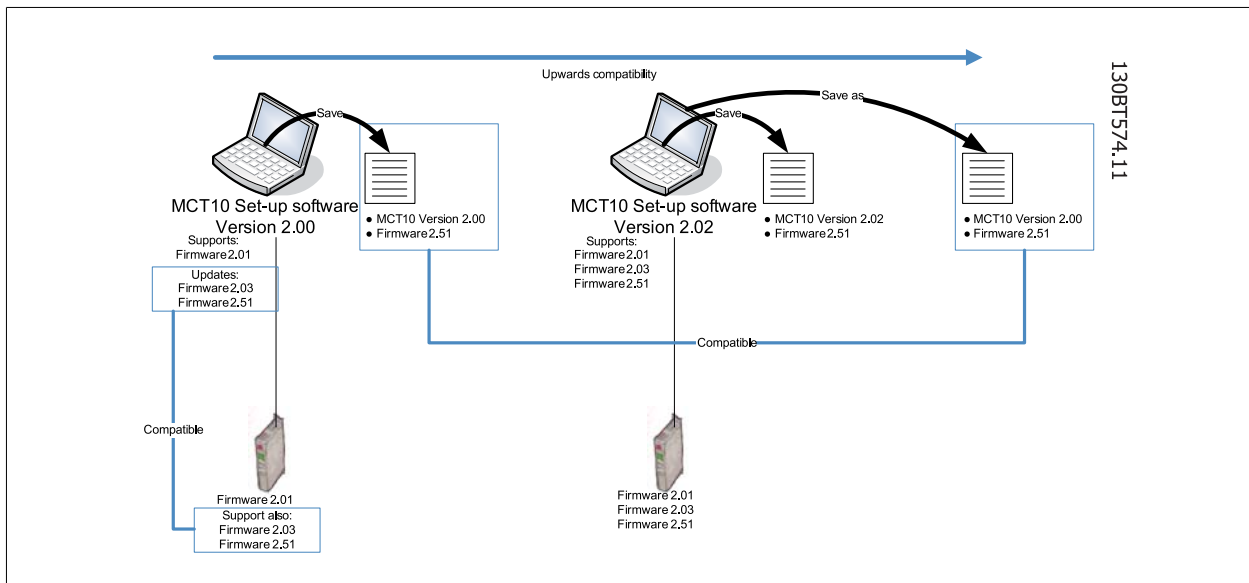 Upwards compatibility
130BT574.11
Save
MCT10 Set-up software
Version 2.00
Supports:
Firmware 2.01
Updates:
Firmware 2.03
Firmware 2.51
● MCT10 Version 2.00
● Firmware 2.51
Save
Save as
MCT10 Set-up software
Version 2.02
Supports:
Firmware 2.01
Firmware 2.03
Firmware 2.51
● MCT10 Version 2.02
● Firmware 2.51
● MCT10 Version 2.00
● Firmware 2.51
Compatible
Compatible
Firmware 2.01
Support also:
Firmware 2.03
Firmware 2.51
Firmware 2.01
Firmware 2.03
Firmware 2.51